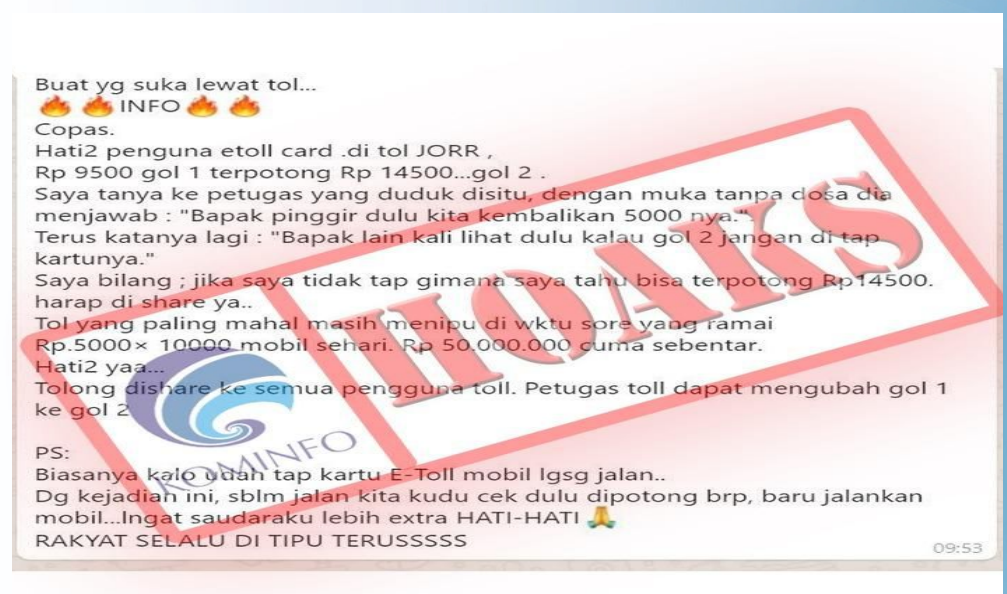 Buat yg suka lewat tol...
🔥 🔥 INFO 🔥 🔥
Copas.
Hati2 penguna etoll card .di tol JORR ,
Rp 9500 gol 1 terpotong Rp 14500...gol 2 .
Saya tanya ke petugas yang duduk disitu, dengan muka tanpa dosa dia
menjawab : "Bapak pinggir dulu kita kembalikan 5000 nya."
Terus katanya lagi : "Bapak lain kali lihat dulu kalau gol 2 jangan di tap
kartunya."
Saya bilang ; jika saya tidak tap gimana saya tahu bisa terpotong Rp14500.
harap di share ya..
Tol yang paling mahal masih menipu di wktu sore yang ramai
Rp.5000× 10000 mobil sehari. Rp 50.000.000 cuma sebentar.
Hati2 yaa...
Tolong dishare ke semua pengguna toll. Petugas toll dapat mengubah gol 1
ke gol 2
PS:
Biasanya kalo udah tap kartu E-Toll mobil lgsg jalan..
Dg kejadian ini, sblm jalan kita kudu cek dulu dipotong brp, baru jalankan
mobil...Ingat saudaraku lebih extra HATI-HATI 🙏
RAKYAT SELALU DI TIPU TERUSSSSS
09:53
HOAKS
KOMINFO